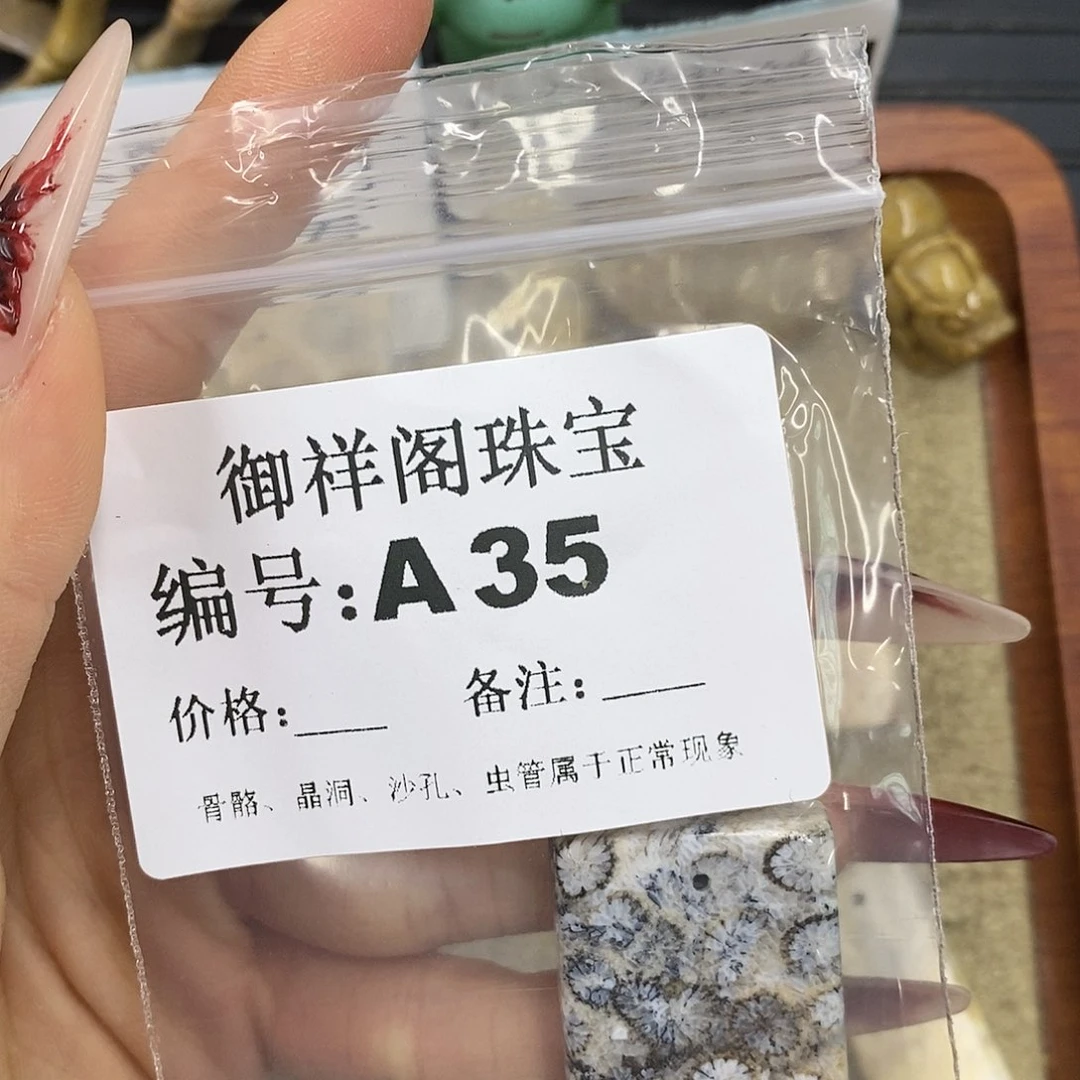 御祥阁珠宝
编号:A35
价格:___ 备注:____
骨骼、晶洞、沙孔、虫管属于正常现象